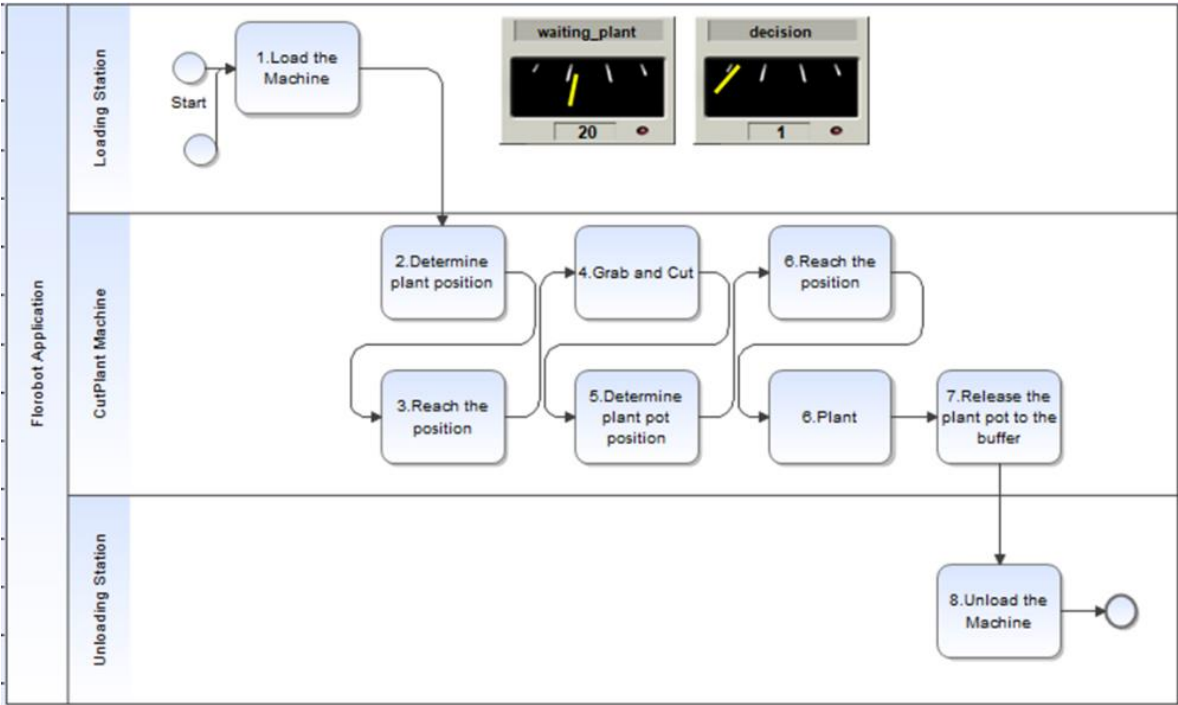 Florobot Application
Loading Station
Start
1.Load the
Machine
waiting_plant
20
decision
1
CutPlant Machine
2.Determine
plant position
3.Reach the
position
4.Grab and Cut
5.Determine
plant pot
position
6.Reach the
position
6.Plant
7.Release the
plant pot to the
buffer
Unloading Station
8.Unload the
Machine